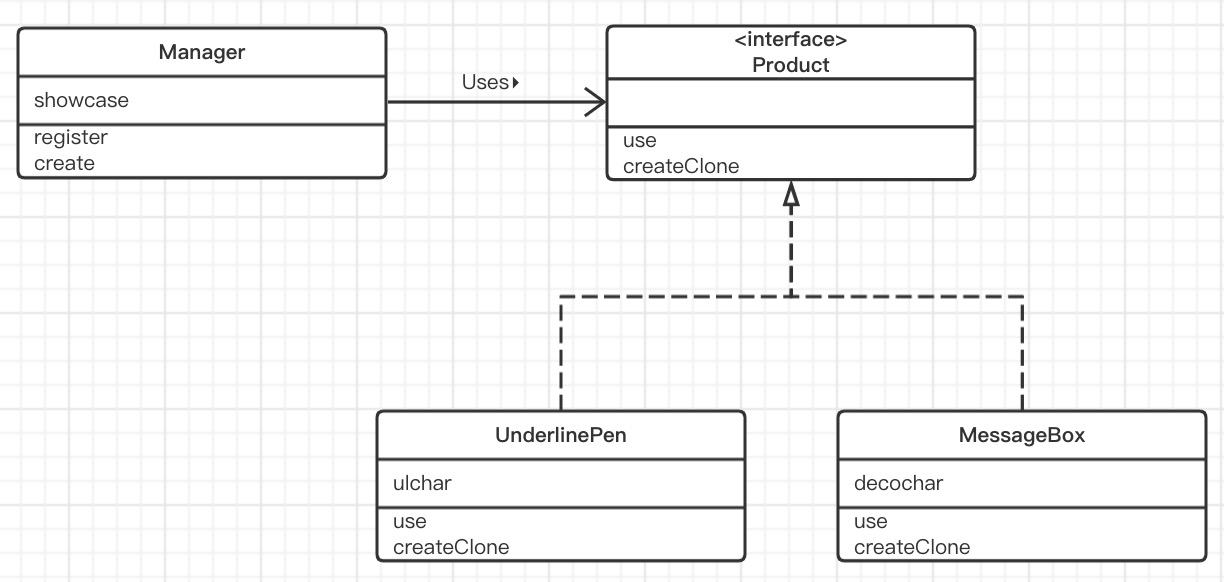 Manager
showcase
register
create
Uses
<interface>
Product
use
createClone
UnderlinePen
ulchar
use
createClone
MessageBox
decochar
use
createClone